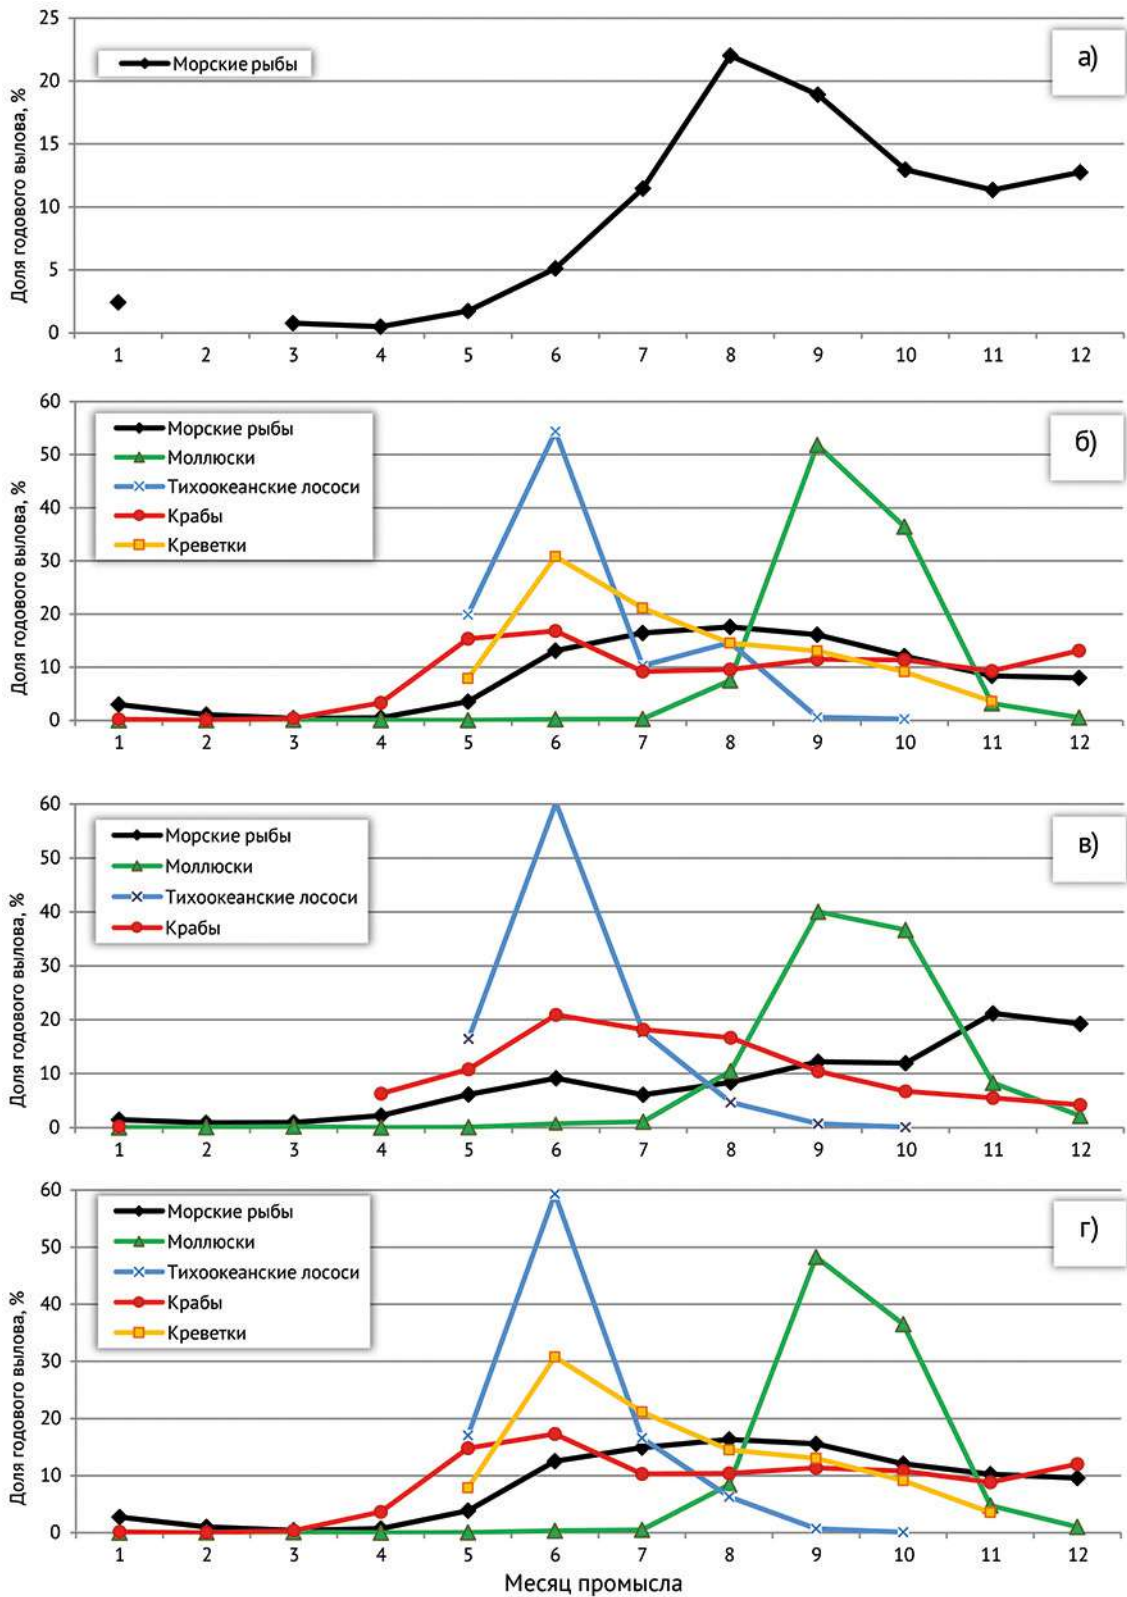 Доля годового вылова, %
25
20
15
10
5
0
Морские рыбы
а)
1 2 3 4 5 6 7 8 9 10 11 12
Доля годового вылова, %
60
50
40
30
20
10
0
Морские рыбы
Моллюски
Тихоокеанские лососи
Крабы
Креветки
б)
1 2 3 4 5 6 7 8 9 10 11 12
Доля годового вылова, %
60
50
40
30
20
10
0
Морские рыбы
Моллюски
Тихоокеанские лососи
Крабы
в)
1 2 3 4 5 6 7 8 9 10 11 12
Доля годового вылова, %
60
50
40
30
20
10
0
Морские рыбы
Моллюски
Тихоокеанские лососи
Крабы
Креветки
г)
1 2 3 4 5 6 7 8 9 10 11 12
Месяц промысла